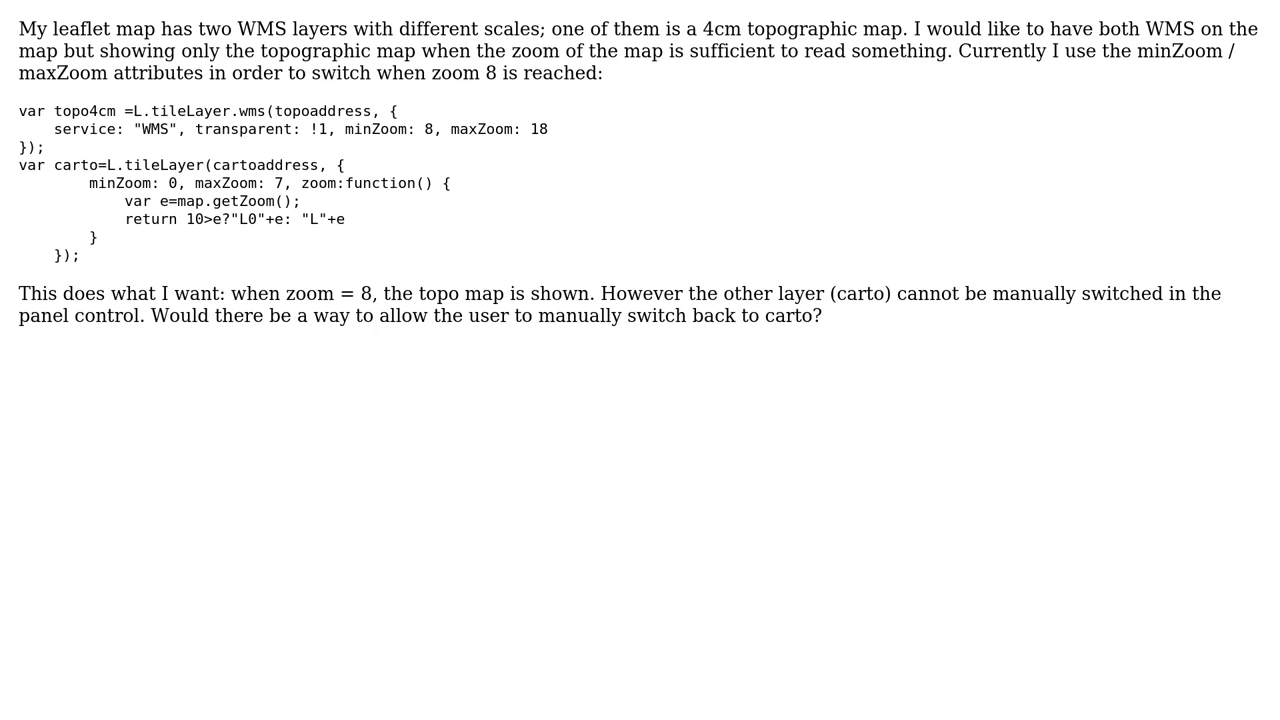 My leaflet map has two WMS layers with different scales; one of them is a 4cm topographic map. I would like to have both WMS on the
map but showing only the topographic map when the zoom of the map is sufficient to read something. Currently I use the minZoom /
maxZoom attributes in order to switch when zoom 8 is reached:
var topo4cm =L.tileLayer.wms(topoaddress, {
    service: "WMS", transparent: !1, minZoom: 8, maxZoom: 18
});
var carto=L.tileLayer(cartoaddress, {
        minZoom: 0, maxZoom: 7, zoom:function() {
            var e=map.getZoom();
            return 10>e?"L0"+e: "L"+e
        }
    });
This does what I want: when zoom = 8, the topo map is shown. However the other layer (carto) cannot be manually switched in the
panel control. Would there be a way to allow the user to manually switch back to carto?